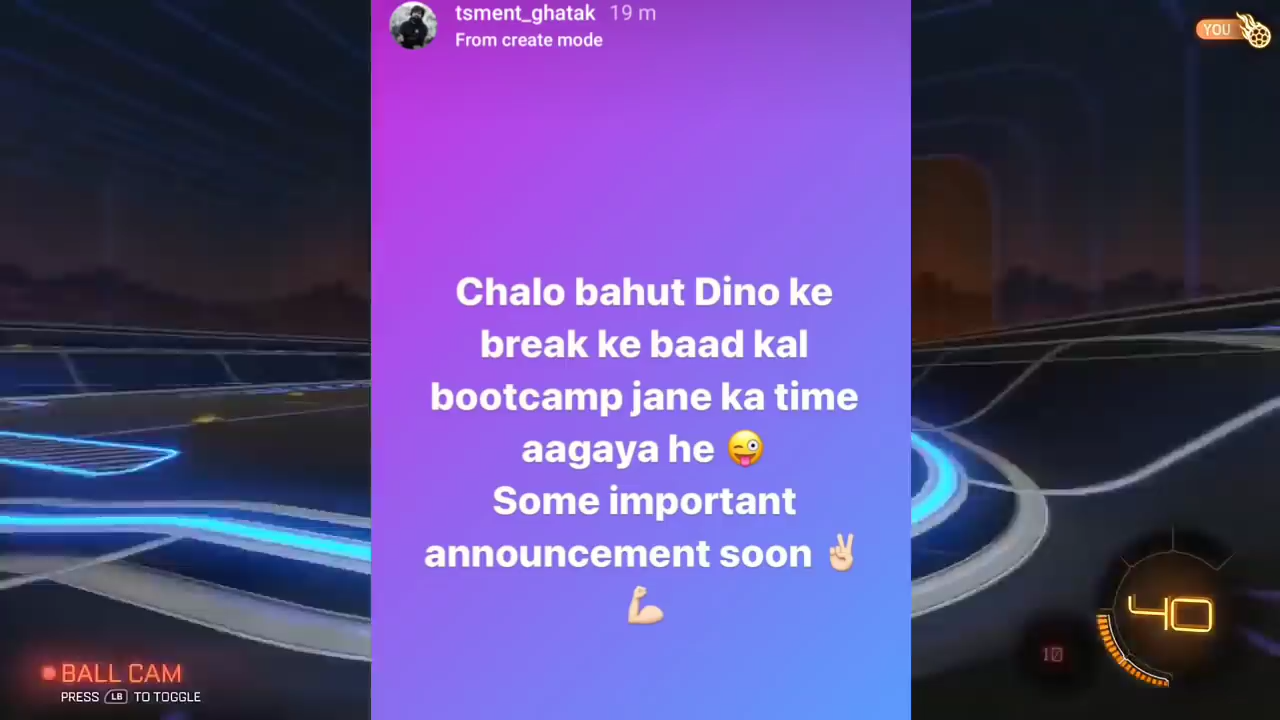 tsment_ghatak 19 m
From create mode
YOU
Chalo bahut Dino ke
break ke baad kal
bootcamp jane ka time
aagaya he 😜
Some important
announcement soon ✌🏻
💪🏻
40
10
BALL CAM
PRESS LB TO TOGGLE